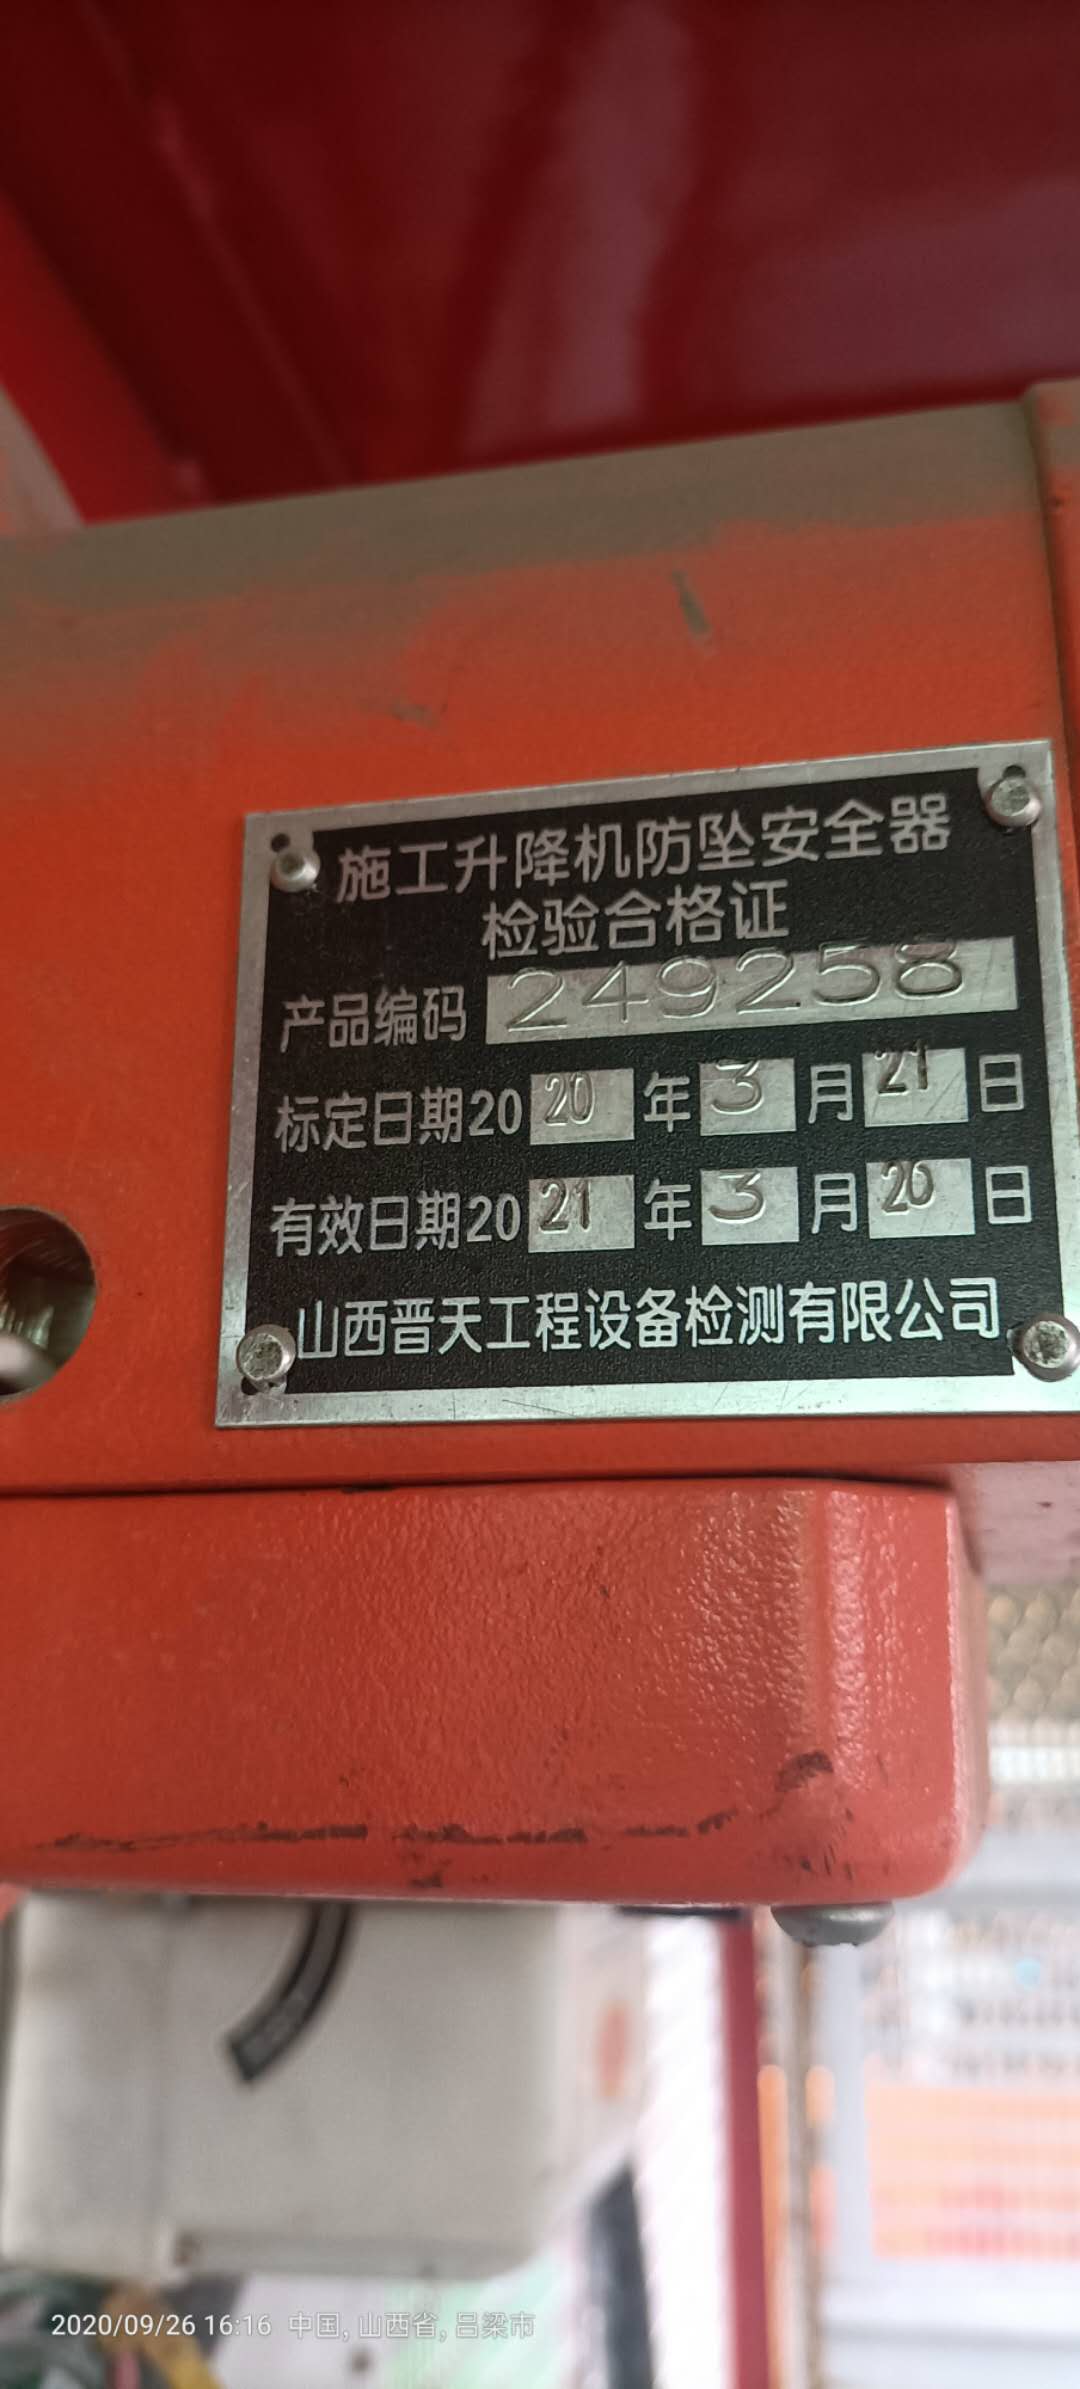 施工升降机防坠安全器
检验合格证
产品编码 249258
标定日期2020年3月21日
有效日期2021年3月20日
山西晋天工程设备检测有限公司
2020/09/26 16:16 中国, 山西省, 吕梁市